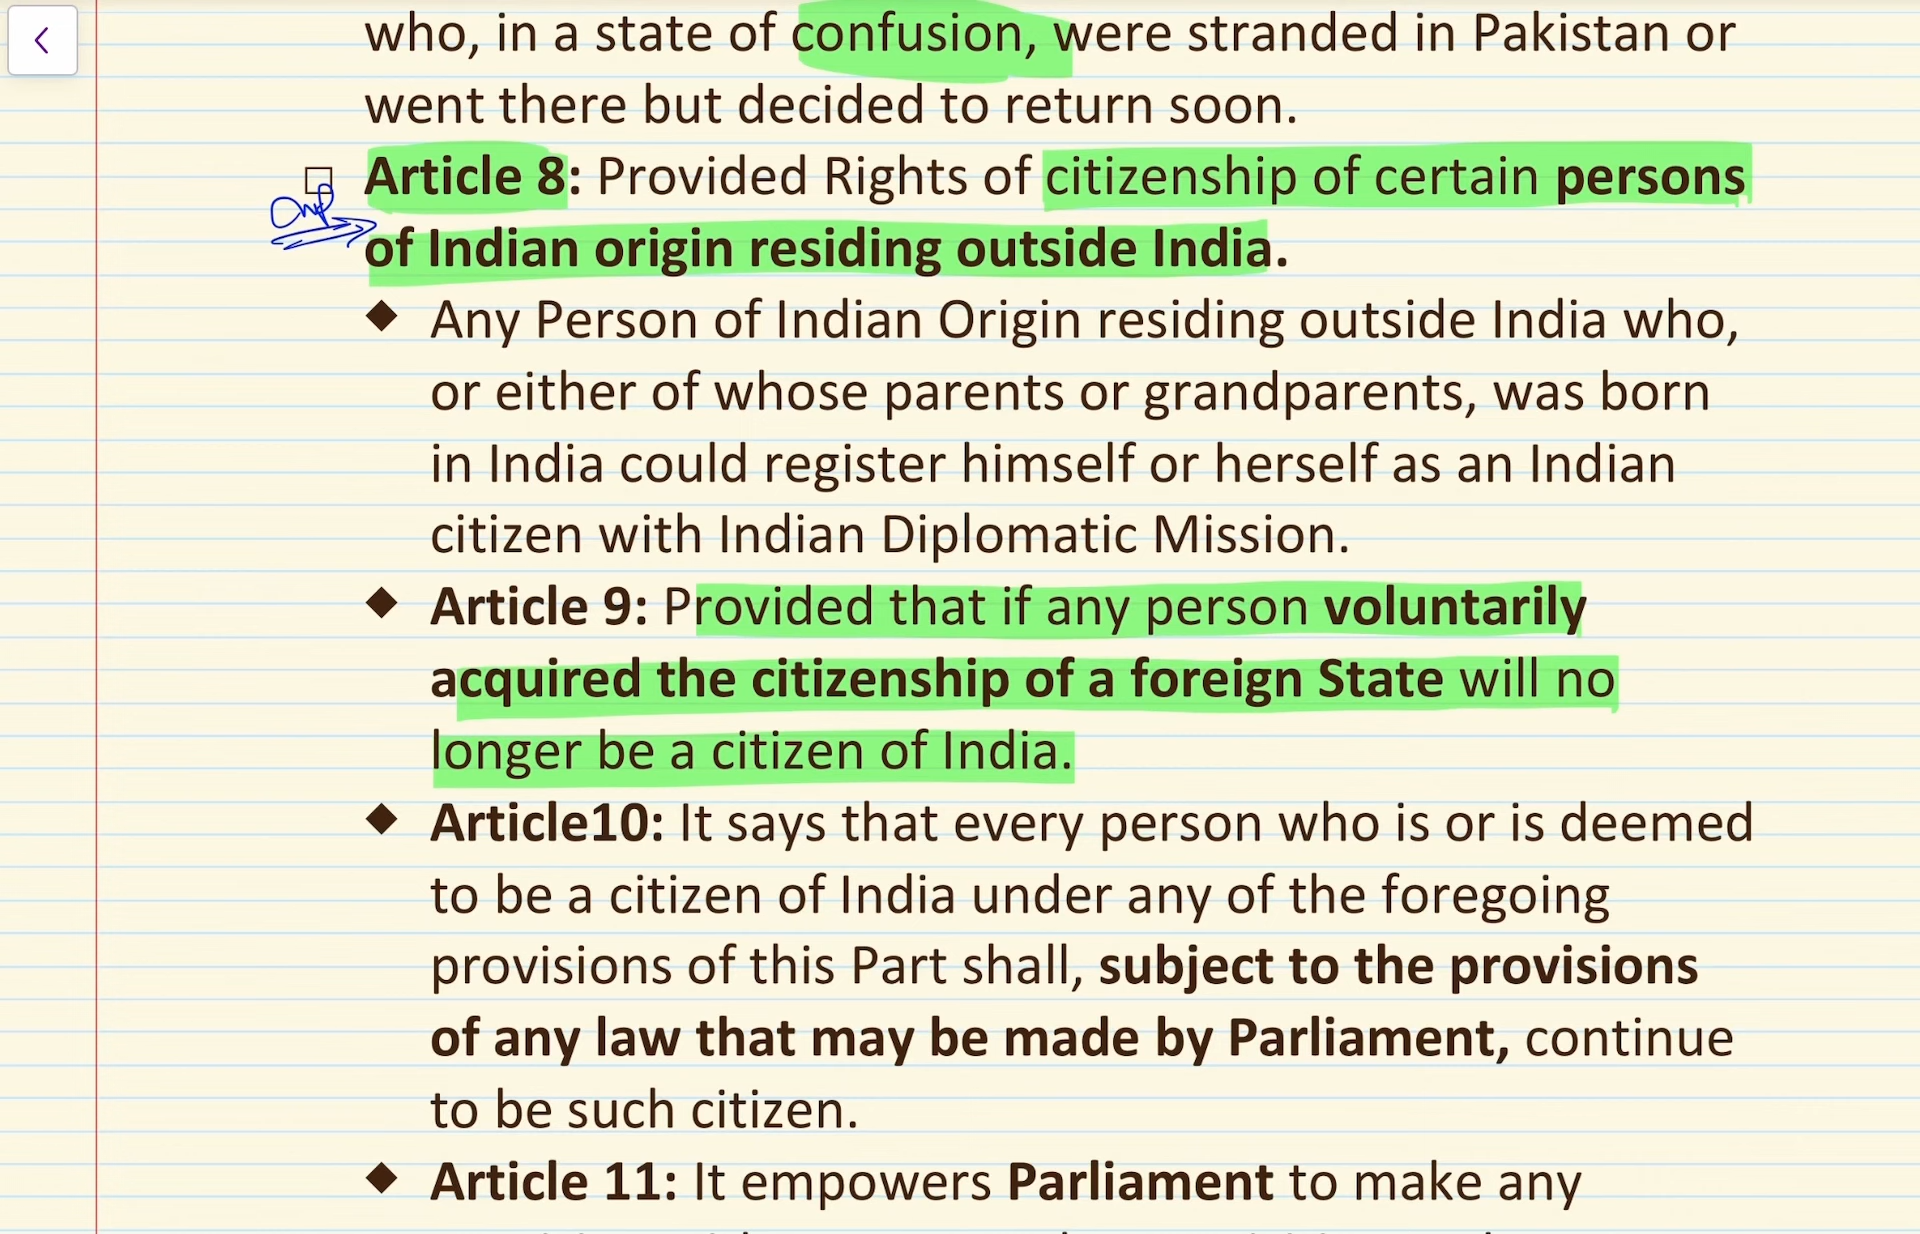 who, in a state of confusion, were stranded in Pakistan or
went there but decided to return soon.
Article 8: Provided Rights of citizenship of certain persons
of Indian origin residing outside India.
Any Person of Indian Origin residing outside India who,
or either of whose parents or grandparents, was born
in India could register himself or herself as an Indian
citizen with Indian Diplomatic Mission.
Article 9: Provided that if any person voluntarily
acquired the citizenship of a foreign State will no
longer be a citizen of India.
Article10: It says that every person who is or is deemed
to be a citizen of India under any of the foregoing
provisions of this Part shall, subject to the provisions
of any law that may be made by Parliament, continue
to be such citizen.
Article 11: It empowers Parliament to make any